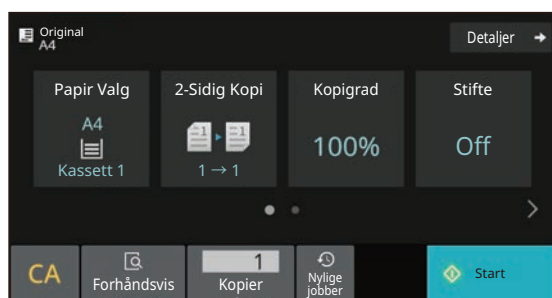 Original
A4
Detaljer
Papir Valg
A4
Kassett 1
2-Sidig Kopi
1 → 1
Kopigrad
100%
Stifte
Off
CA
Forhåndsvis
1
Kopier
Nylige
jobber
Start